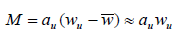 M = a_u (w_u − w̅) ≈ a_u w_u